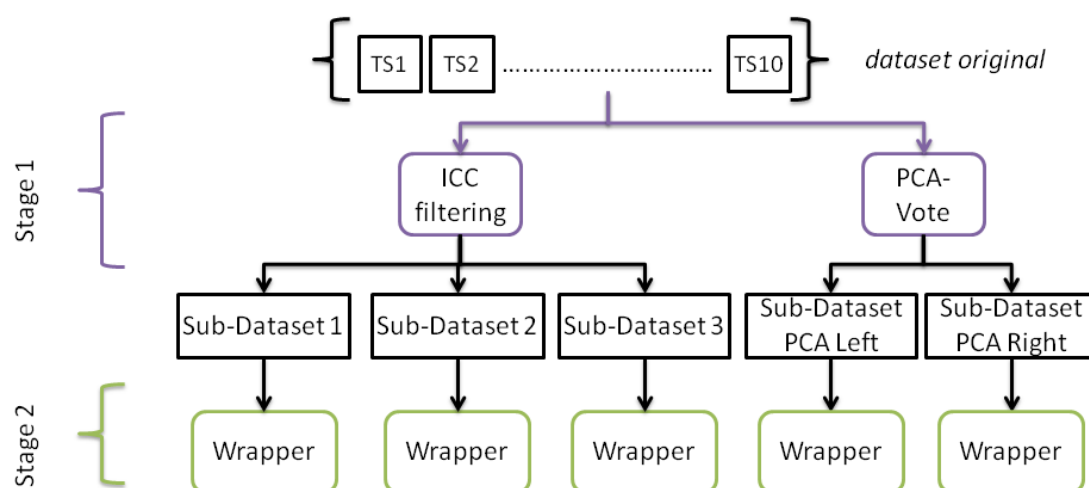 TS1 TS2 ................................ TS10 dataset original
Stage 1
ICC
filtering
PCA-
Vote
Sub-Dataset 1
Sub-Dataset 2
Sub-Dataset 3
Sub-Dataset
PCA Left
Sub-Dataset
PCA Right
Stage 2
Wrapper
Wrapper
Wrapper
Wrapper
Wrapper